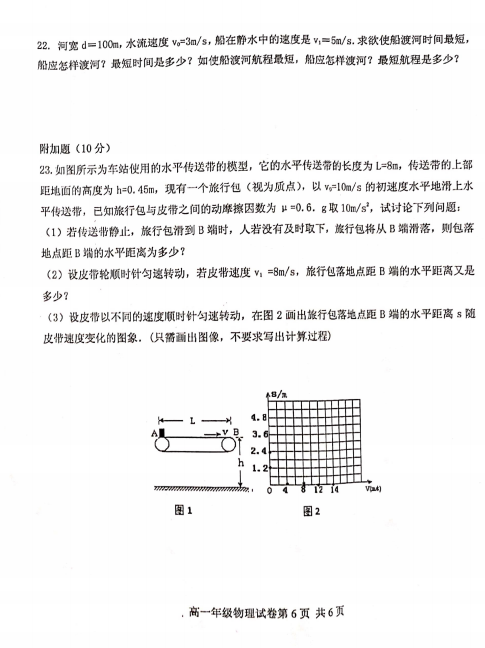 22. 河宽 d=100m, 水流速度 v₀=3m/s, 船在静水中的速度是 v₁=5m/s. 求欲使船渡河时间最短,
船应怎样渡河? 最短时间是多少? 如使船渡河航程最短, 船应怎样渡河? 最短航程是多少?
附加题 (10 分)
23. 如图所示为车站使用的水平传送带的模型, 它的水平传送带的长度为 L=8m, 传送带的上部
距地面的高度为 h=0.45m, 现有一个旅行包 (视为质点), 以 v₀=10m/s 的初速度水平地滑上水
平传送带, 已知旅行包与皮带之间的动摩擦因数为 μ=0.6. g 取 10m/s², 试讨论下列问题:
(1) 若传送带静止, 旅行包滑到 B 端时, 人若没有及时取下, 旅行包将从 B 端滑落, 则包落
地点距 B 端的水平距离为多少?
(2) 设皮带轮顺时针匀速转动, 若皮带速度 v₁ =8m/s, 旅行包落地点距 B 端的水平距离又是
多少?
(3) 设皮带以不同的速度顺时针匀速转动, 在图 2 画出旅行包落地点距 B 端的水平距离 s 随
皮带速度变化的图象. (只需画出图像, 不要求写出计算过程)
S/m
L
A
v
B
h
4.8
3.6
2.4
1.2
0 4 8 12 14
图 1
图 2
高一年级物理试卷第 6 页 共 6 页